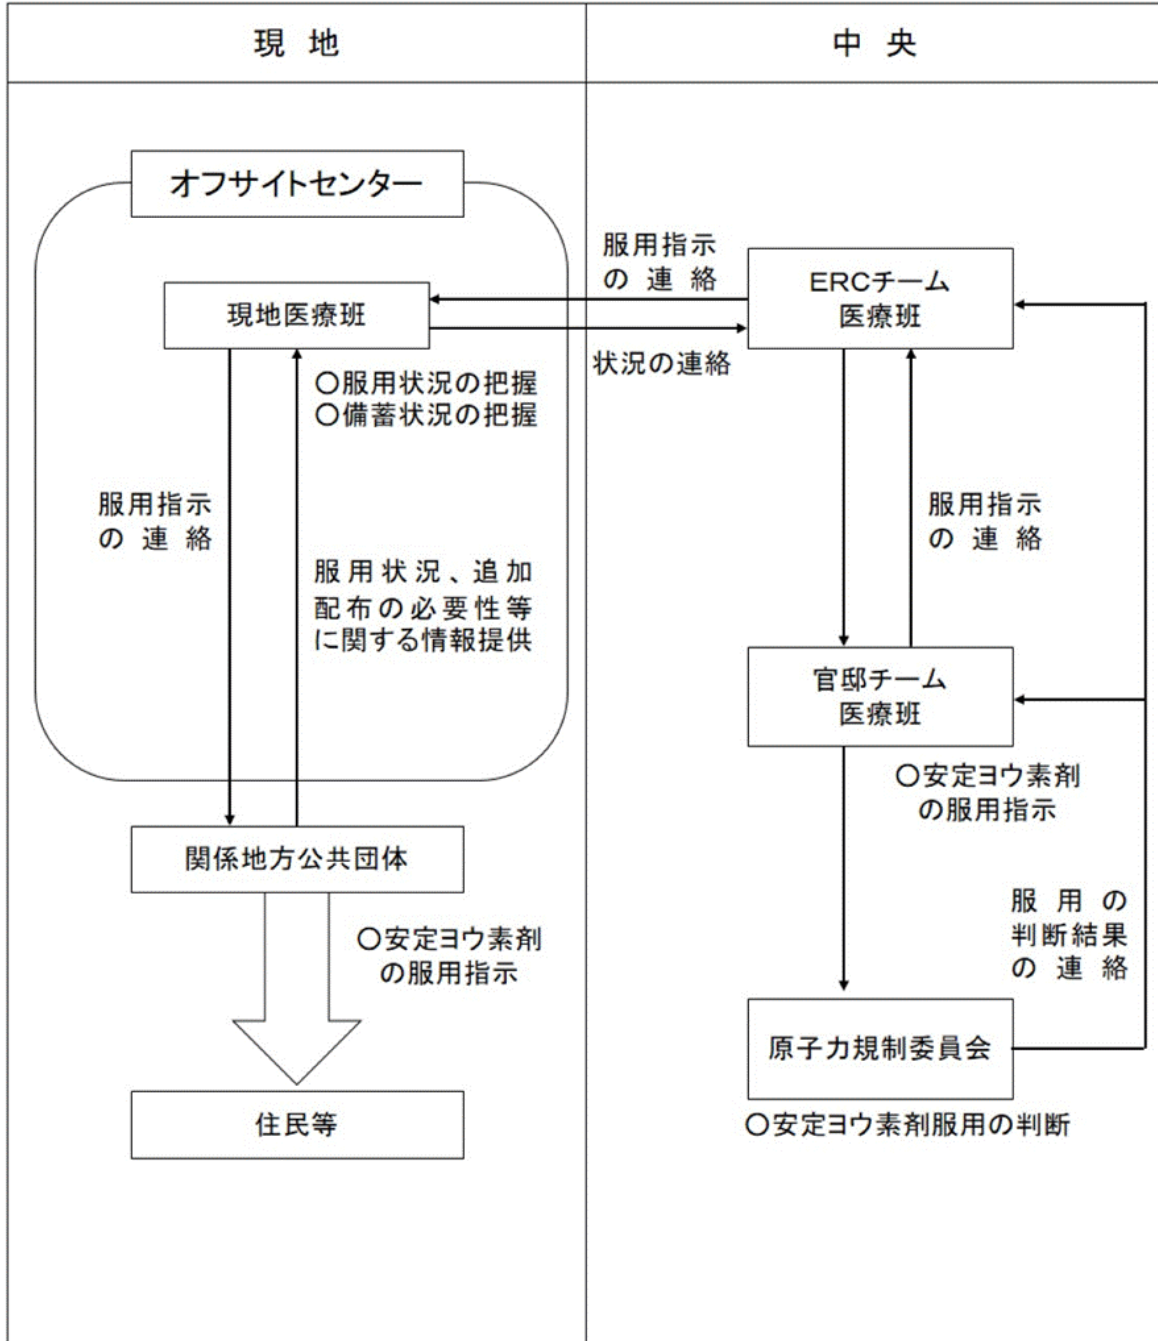 現 地
中 央
オフサイトセンター
現地医療班
〇服用状況の把握
〇備蓄状況の把握
服用指示
の 連 絡
服用状況、追加
配布の必要性等
に関する情報提供
関係地方公共団体
〇安定ヨウ素剤
の服用指示
住民等
服用指示
の 連 絡
状況の連絡
ERCチーム
医療班
服用指示
の 連 絡
官邸チーム
医療班
〇安定ヨウ素剤
の服用指示
服 用 の
判断結果
の 連 絡
原子力規制委員会
〇安定ヨウ素剤服用の判断